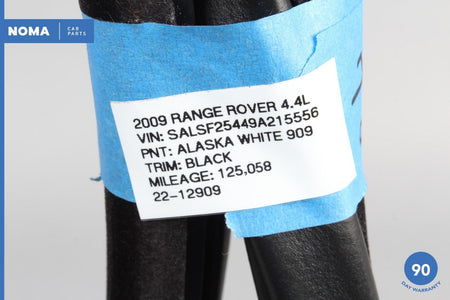 NOMA
CAR
PARTS
2009 RANGE ROVER 4.4L
VIN: SALSF25449A215556
PNT: ALASKA WHITE 909
TRIM: BLACK
MILEAGE: 125,058
22-12909
90
DAY WARRANTY